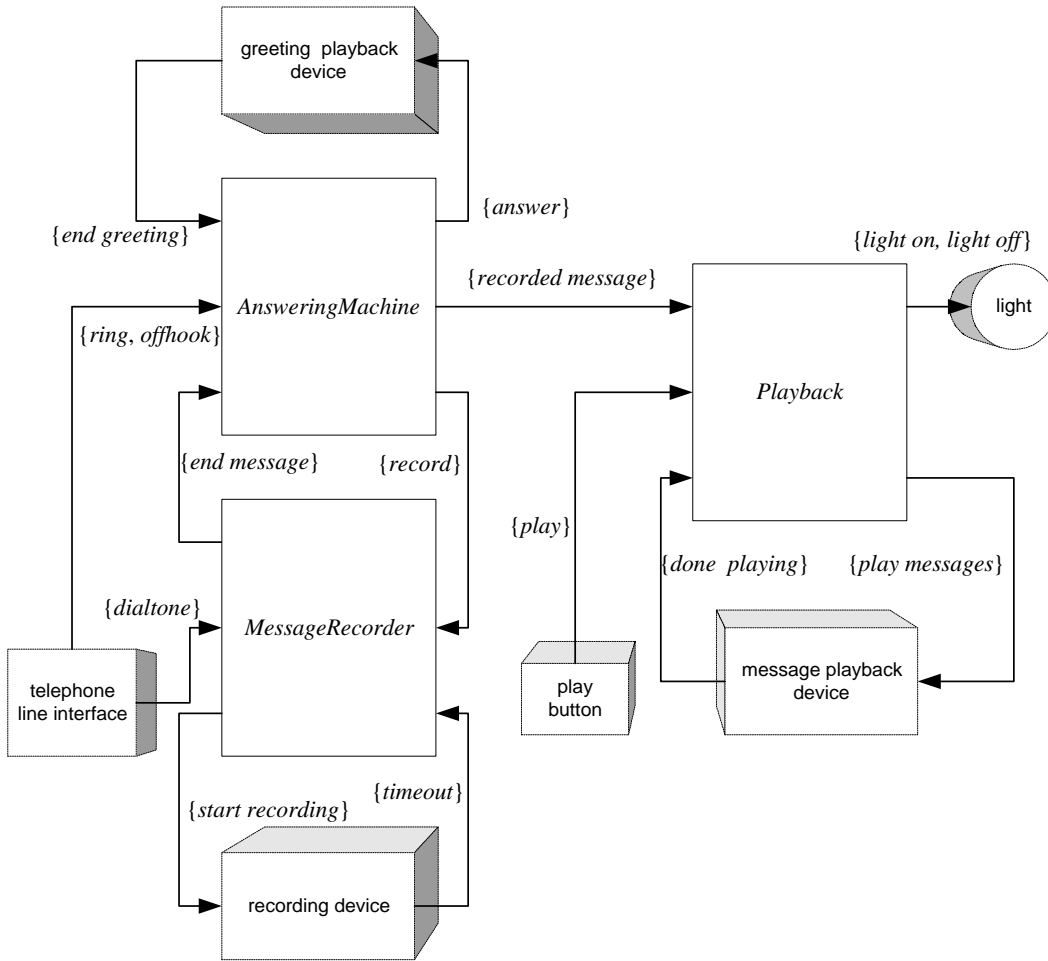 greeting playback
device
{answer}
{end greeting}
{light on, light off}
{recorded message}
AnsweringMachine
light
{ring, offhook}
Playback
{end message}
{record}
{play}
{done playing}
{play messages}
{dialtone}
MessageRecorder
telephone
line interface
play
button
message playback
device
{timeout}
{start recording}
recording device